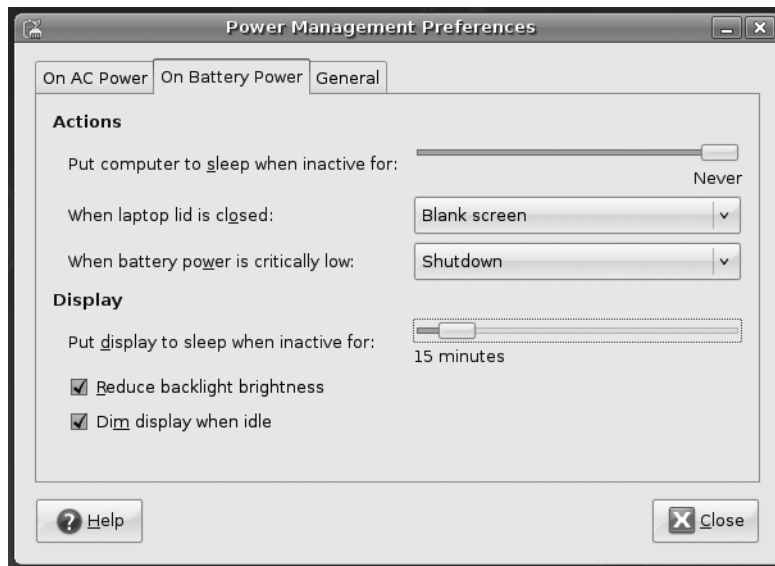 Power Management Preferences
On AC Power On Battery Power General
Actions
Put computer to sleep when inactive for:
Never
When laptop lid is closed: Blank screen
When battery power is critically low: Shutdown
Display
Put display to sleep when inactive for:
15 minutes
Reduce backlight brightness
Dim display when idle
Help Close